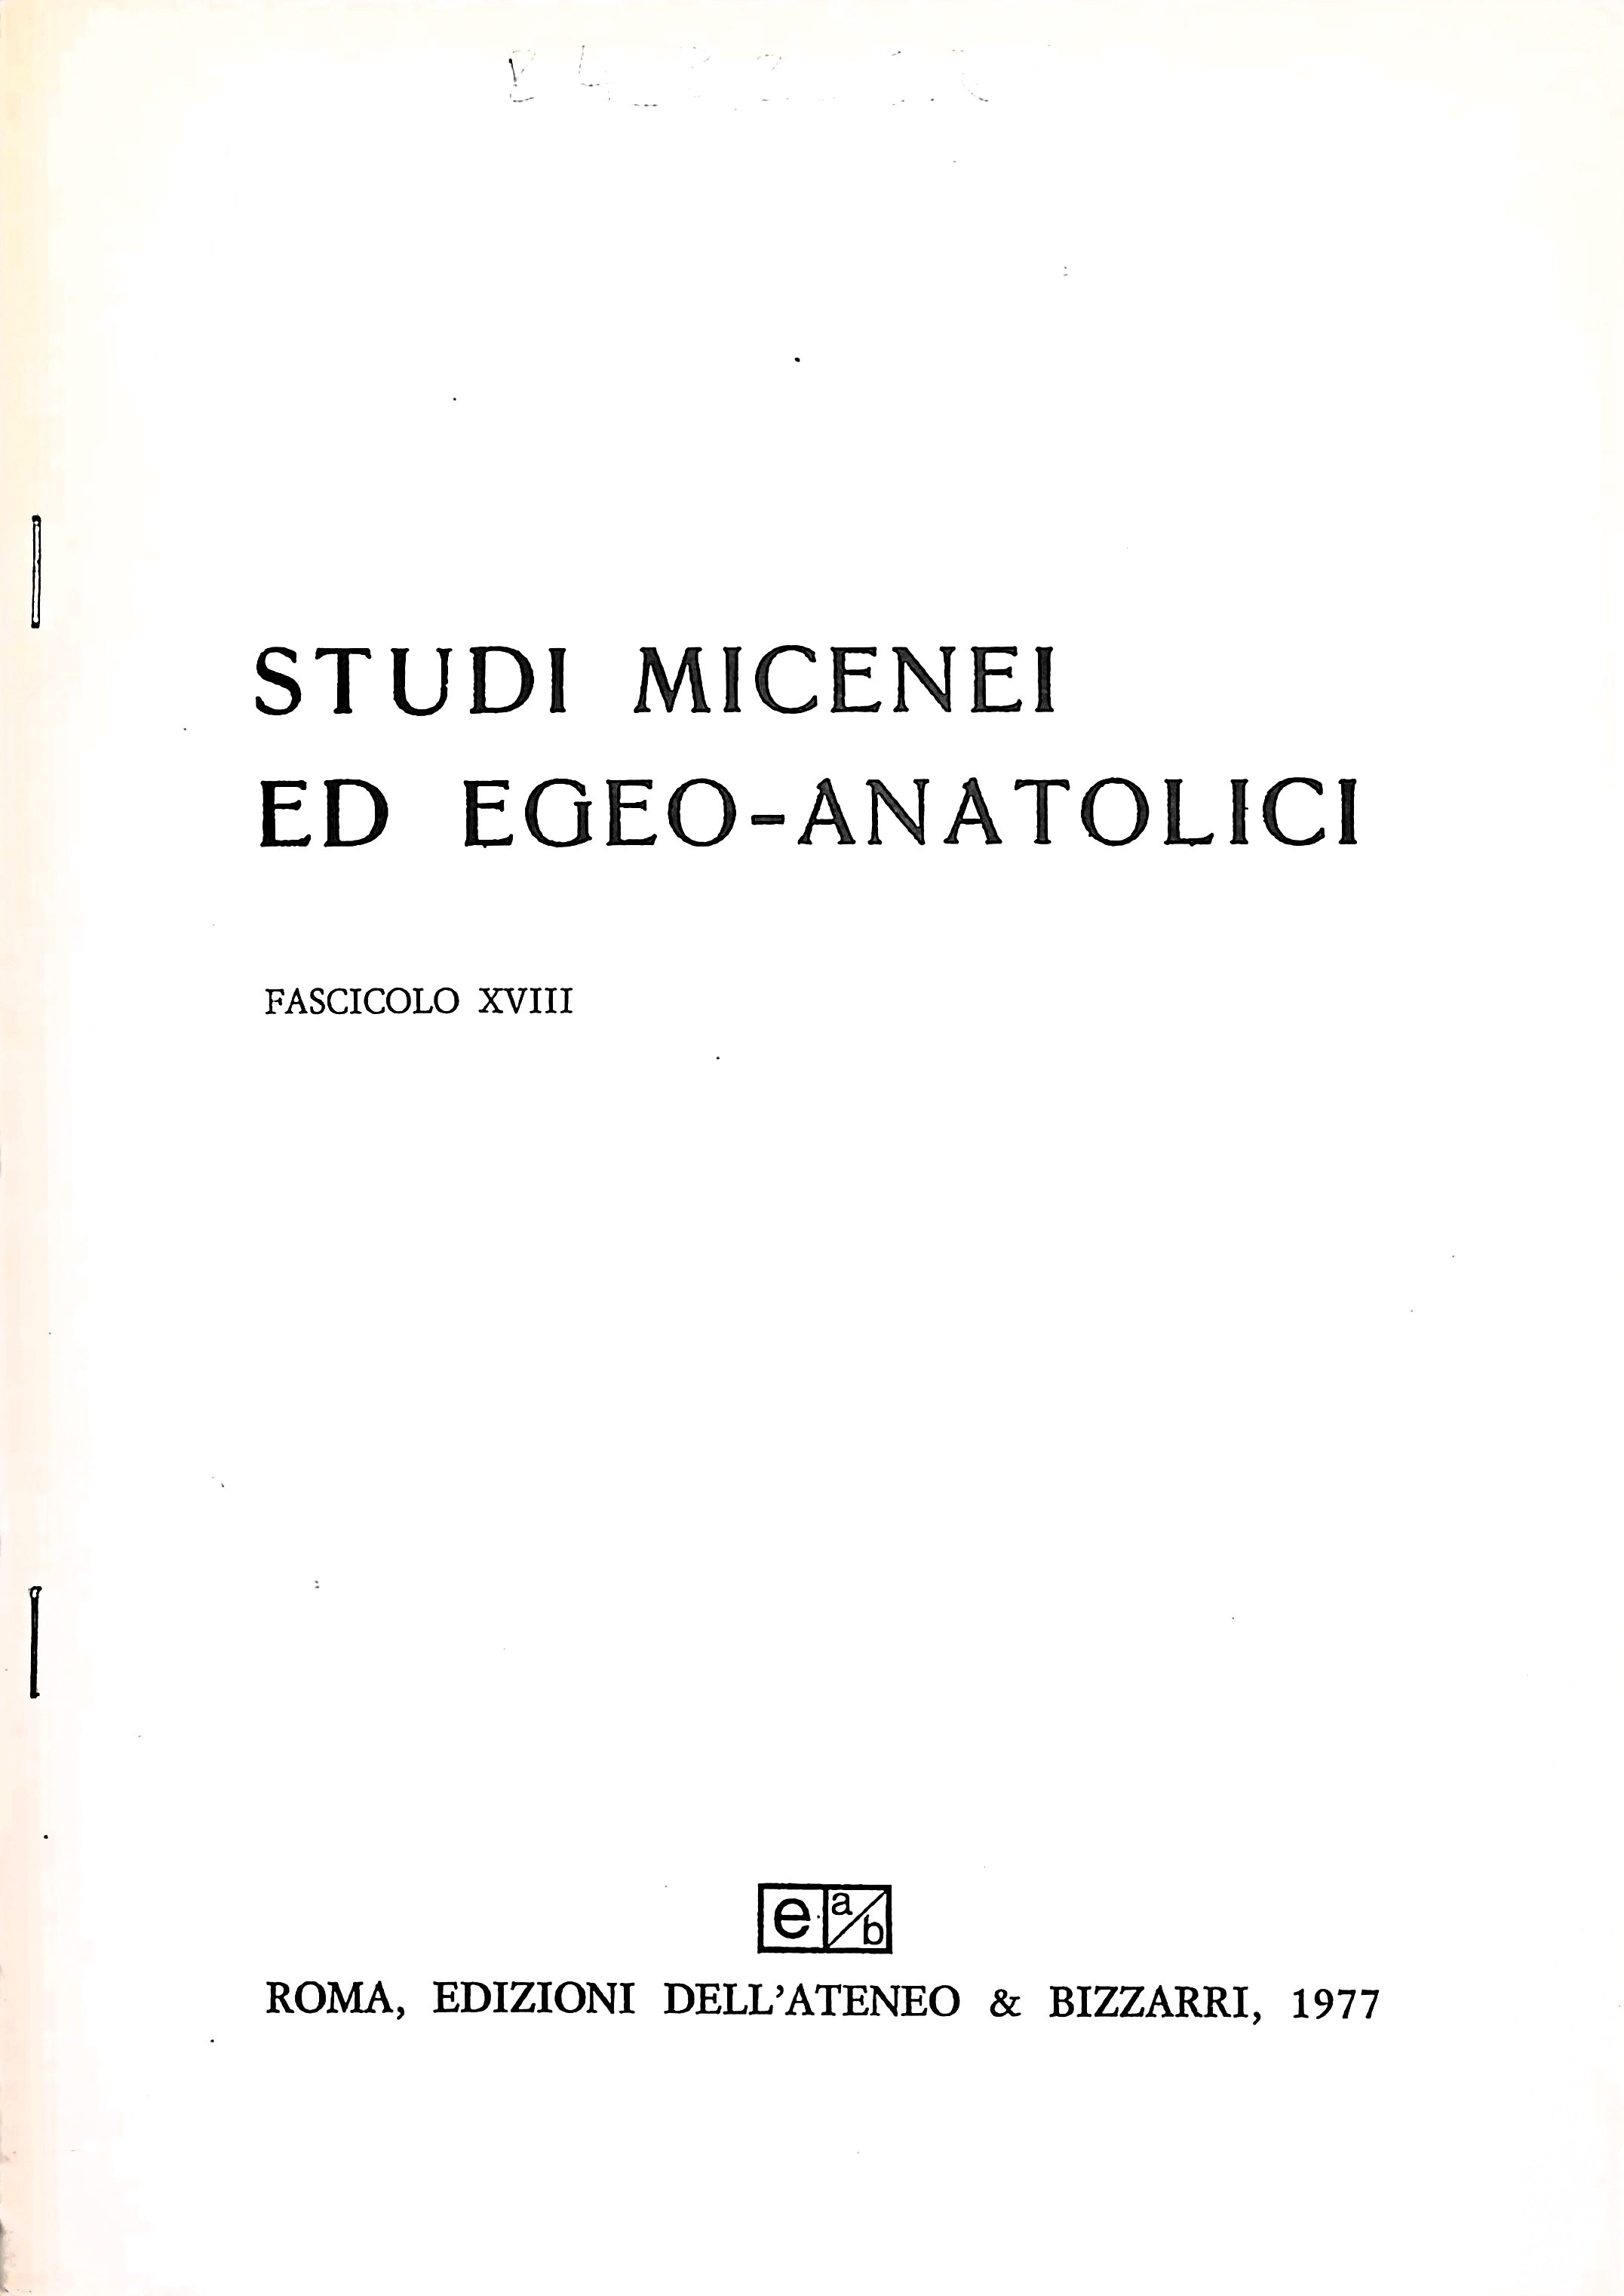 STUDI MICENEI
ED EGEO-ANATOLICI
FASCICOLO XVIII
e a/b
ROMA, EDIZIONI DELL'ATENEO & BIZZARRI, 1977